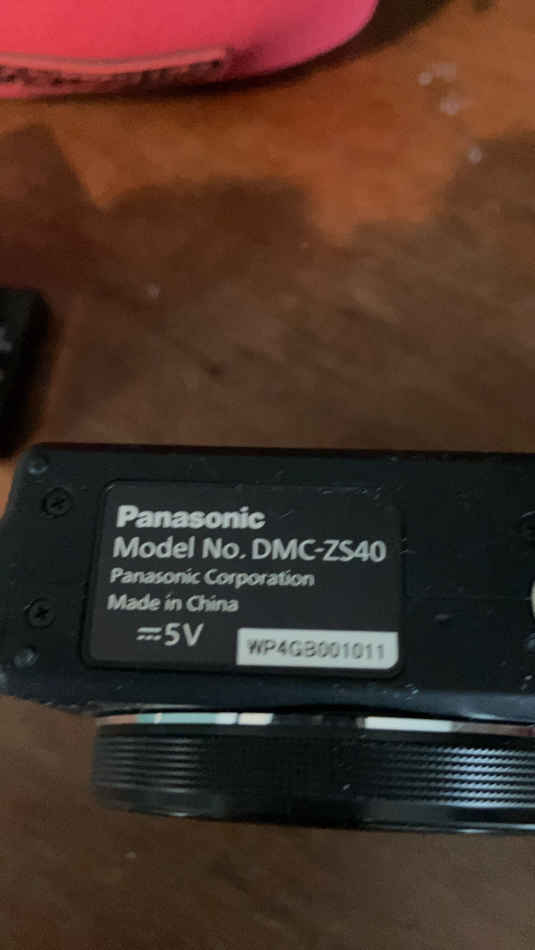 Panasonic
Model No. DMC-ZS40
Panasonic Corporation
Made in China
⎓5V
WP4GB001011